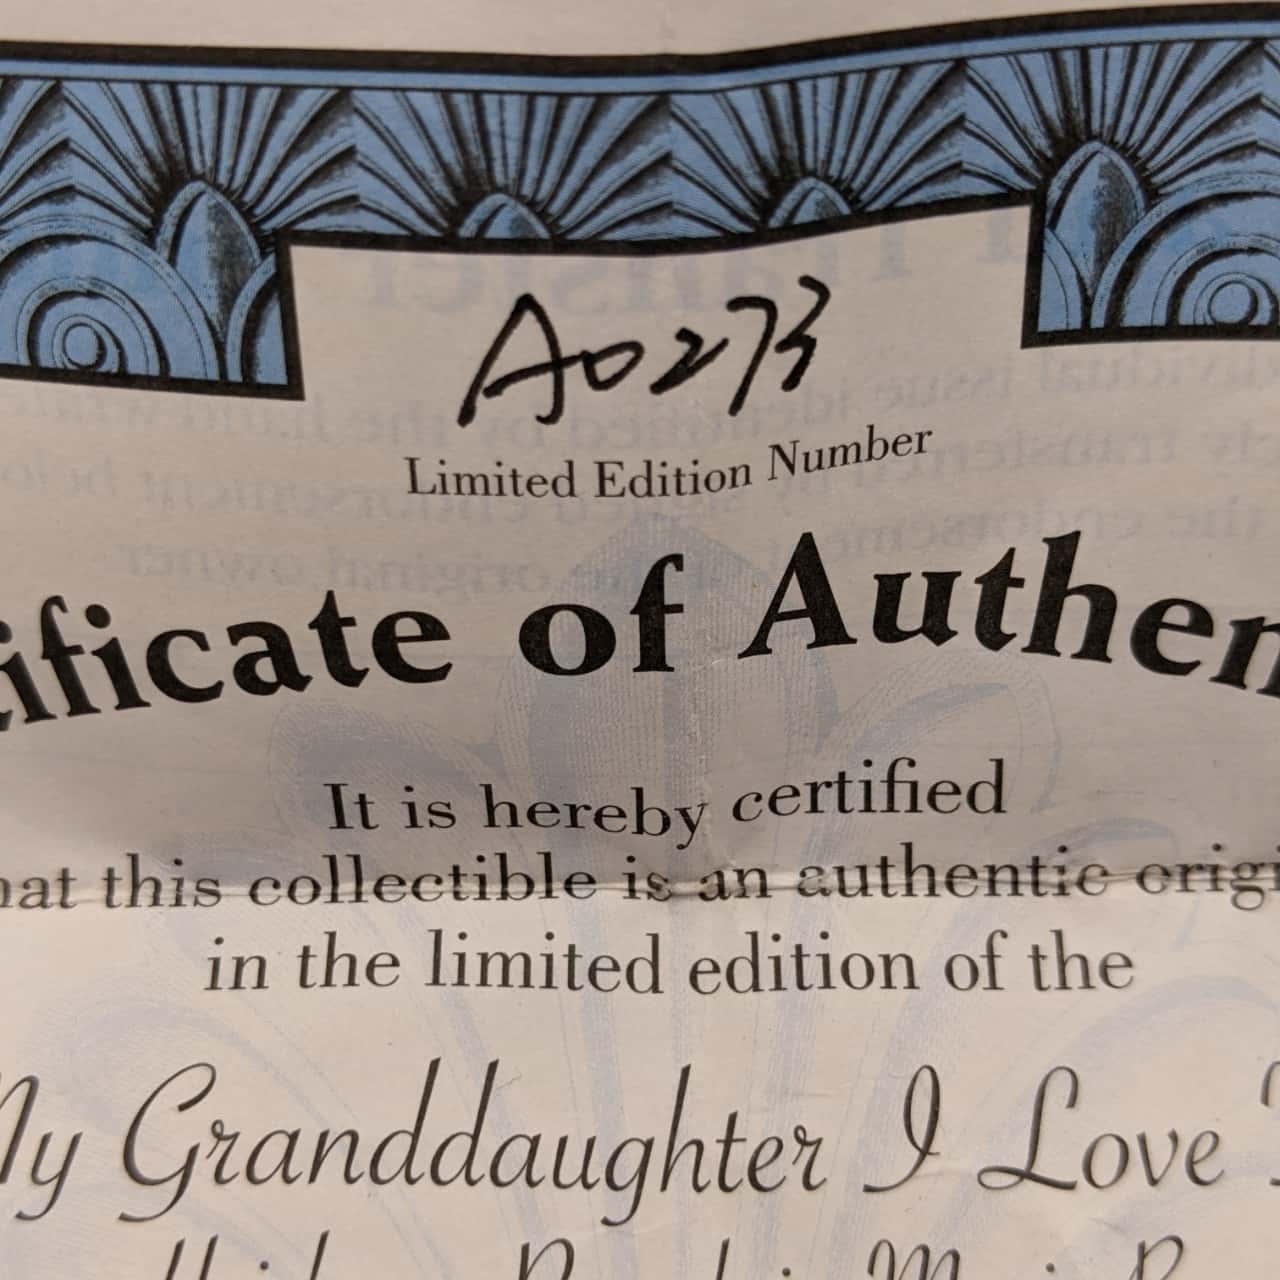 A0273
Limited Edition Number
ificate of Authen
It is hereby certified
hat this collectible is an authentic origi
in the limited edition of the
My Granddaughter I Love